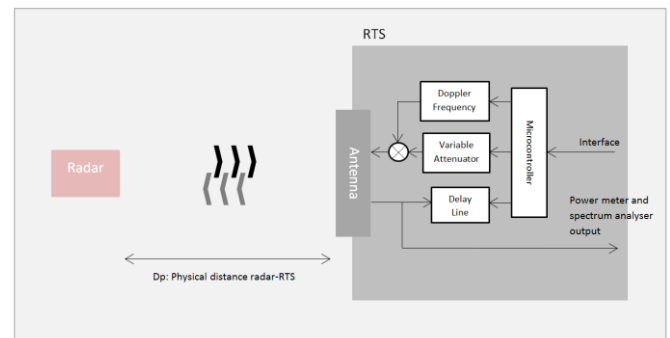 RTS
Radar
Antenna
Doppler
Frequency
Variable
Attenuator
Delay
Line
Microcontroller
Interface
Power meter and
spectrum analyser
output
Dp: Physical distance radar-RTS